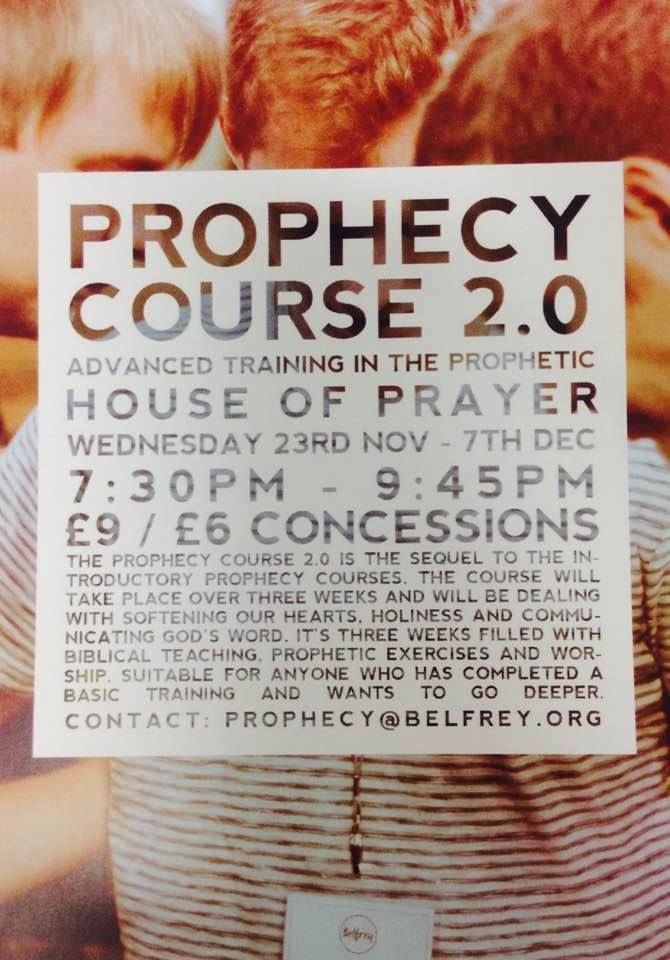 PROPHECY
COURSE 2.0
ADVANCED TRAINING IN THE PROPHETIC
HOUSE OF PRAYER
WEDNESDAY 23RD NOV - 7TH DEC
7:30PM - 9:45PM
£9 / £6 CONCESSIONS
THE PROPHECY COURSE 2.0 IS THE SEQUEL TO THE IN-
TRODUCTORY PROPHECY COURSES. THE COURSE WILL
TAKE PLACE OVER THREE WEEKS AND WILL BE DEALING
WITH SOFTENING OUR HEARTS, HOLINESS AND COMMU-
NICATING GOD'S WORD. IT'S THREE WEEKS FILLED WITH
BIBLICAL TEACHING, PROPHETIC EXERCISES AND WOR-
SHIP. SUITABLE FOR ANYONE WHO HAS COMPLETED A
BASIC TRAINING AND WANTS TO GO DEEPER.
CONTACT: PROPHECY@BELFREY.ORG
Belfrey